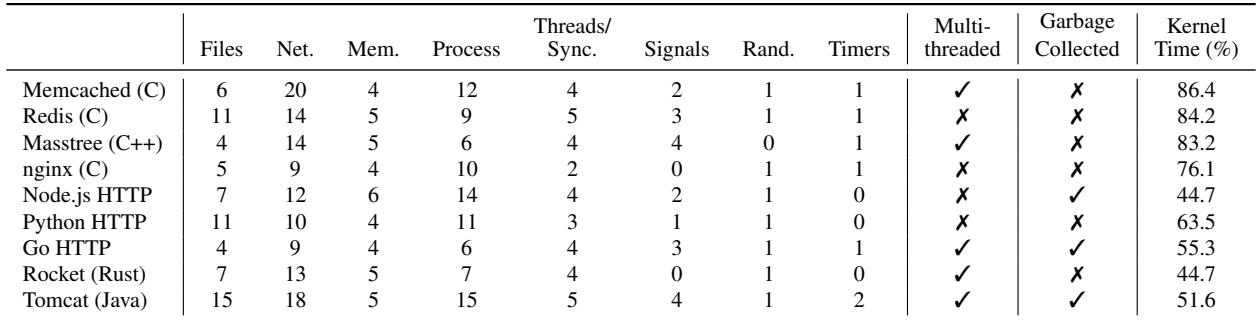 Files Net. Mem. Process Threads/ Sync. Signals Rand. Timers Multi- threaded Garbage Collected Kernel Time (%)
Memcached (C) 6 20 4 12 4 2 1 1 ✓ ✗ 86.4
Redis (C) 11 14 5 9 5 3 1 1 ✗ ✗ 84.2
Masstree (C++) 4 14 5 6 4 4 0 1 ✓ ✗ 83.2
nginx (C) 5 9 4 10 2 0 1 1 ✗ ✗ 76.1
Node.js HTTP 7 12 6 14 4 2 1 0 ✗ ✓ 44.7
Python HTTP 11 10 4 11 3 1 1 0 ✗ ✗ 63.5
Go HTTP 4 9 4 6 4 3 1 1 ✓ ✓ 55.3
Rocket (Rust) 7 13 5 7 4 0 1 0 ✓ ✗ 44.7
Tomcat (Java) 15 18 5 15 5 4 1 2 ✓ ✓ 51.6